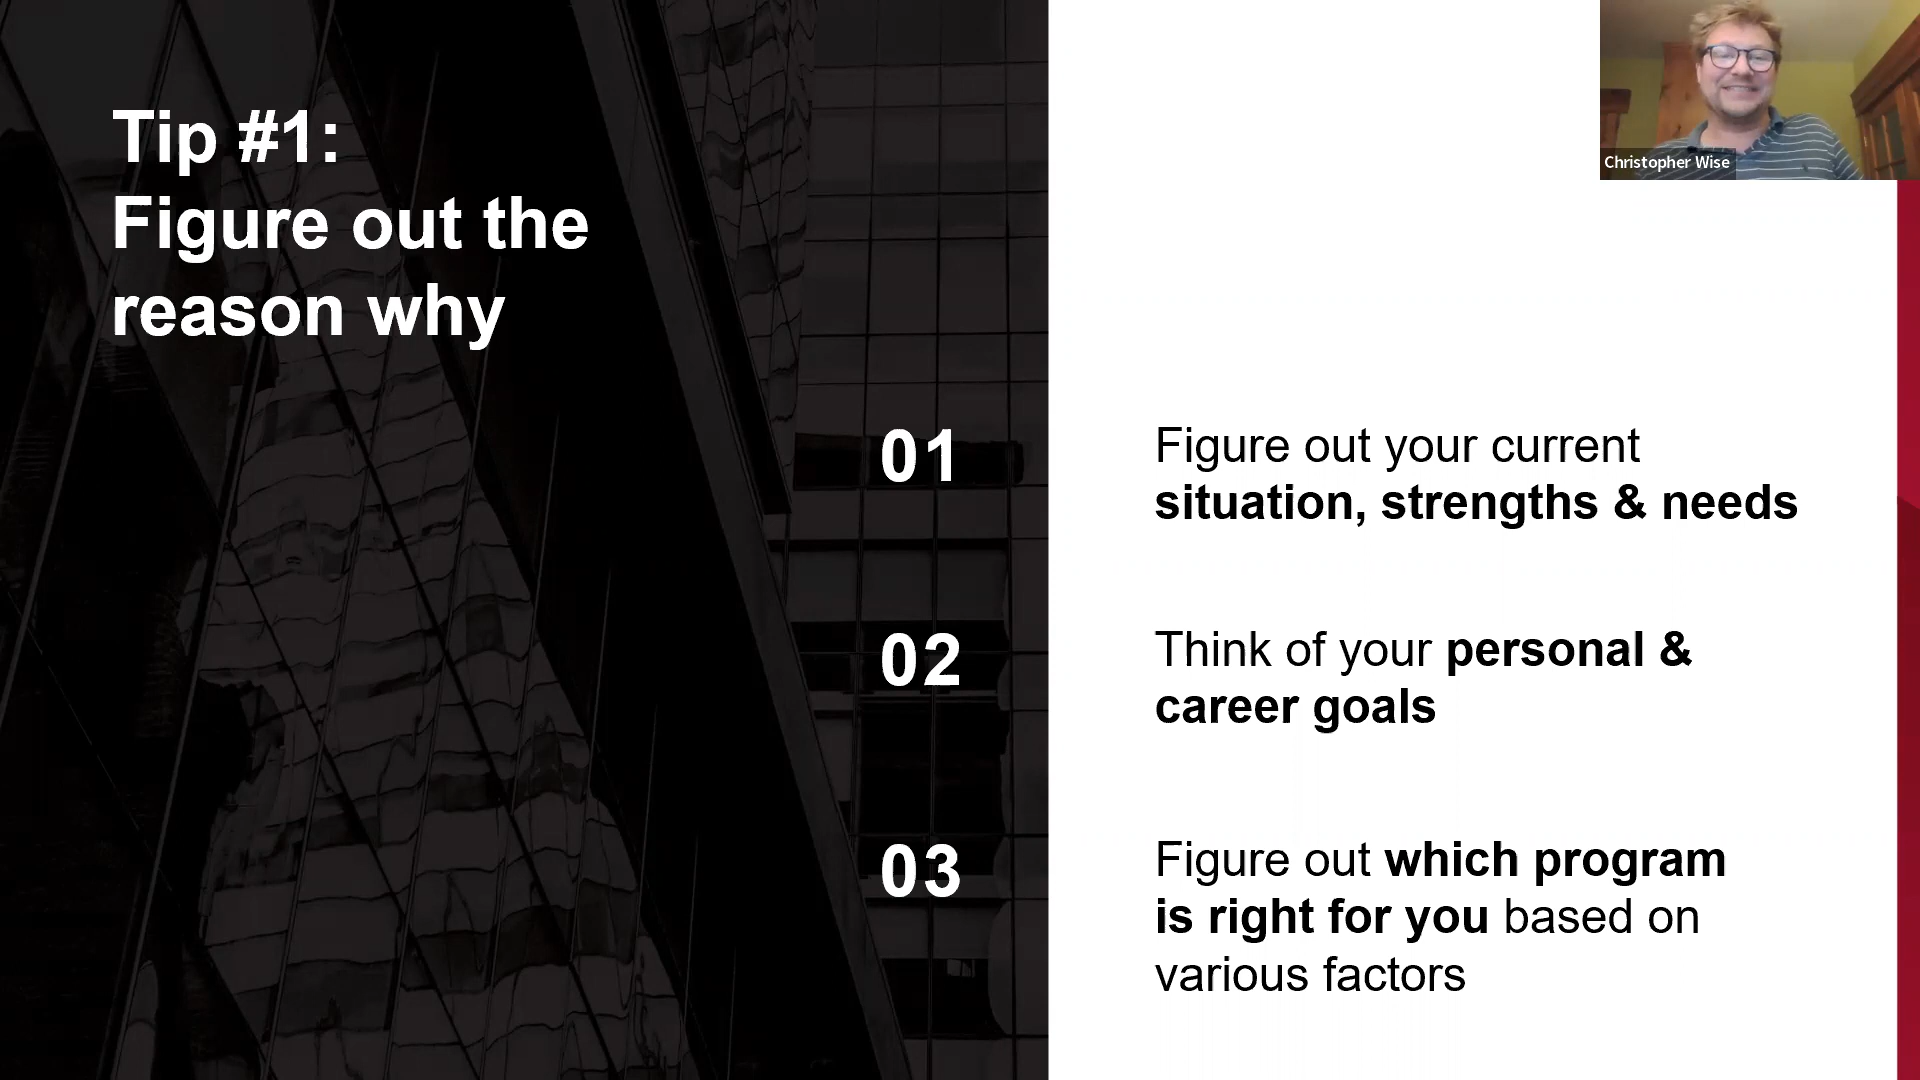 Tip #1:
Figure out the
reason why
Christopher Wise
01
Figure out your current
situation, strengths & needs
02
Think of your personal &
career goals
03
Figure out which program
is right for you based on
various factors